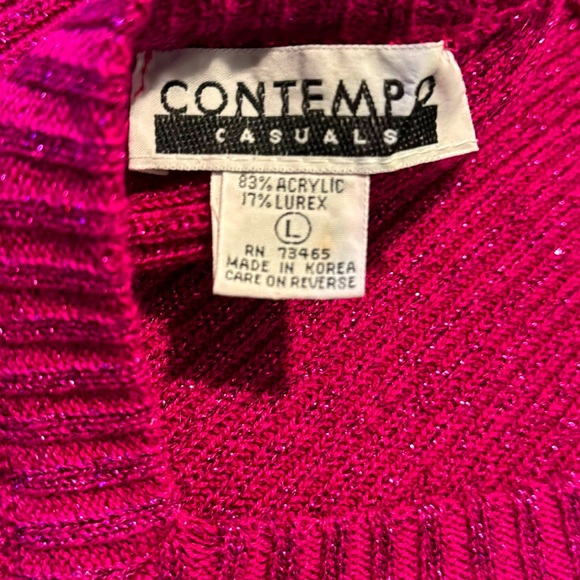 CONTEMPO
CASUALS
83% ACRYLIC
17% LUREX
L
RN 73465
MADE IN KOREA
CARE ON REVERSE